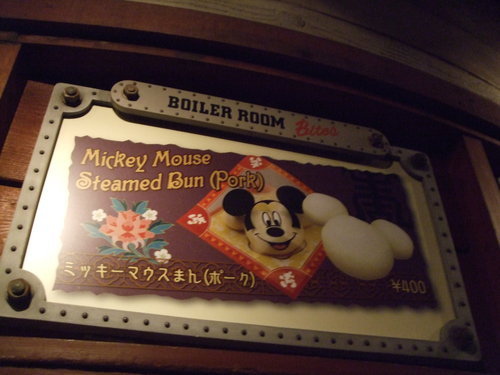 BOILER ROOM Bites
Mickey Mouse
Steamed Bun (Pork)
ミッキーマウスまん(ポーク)
¥400